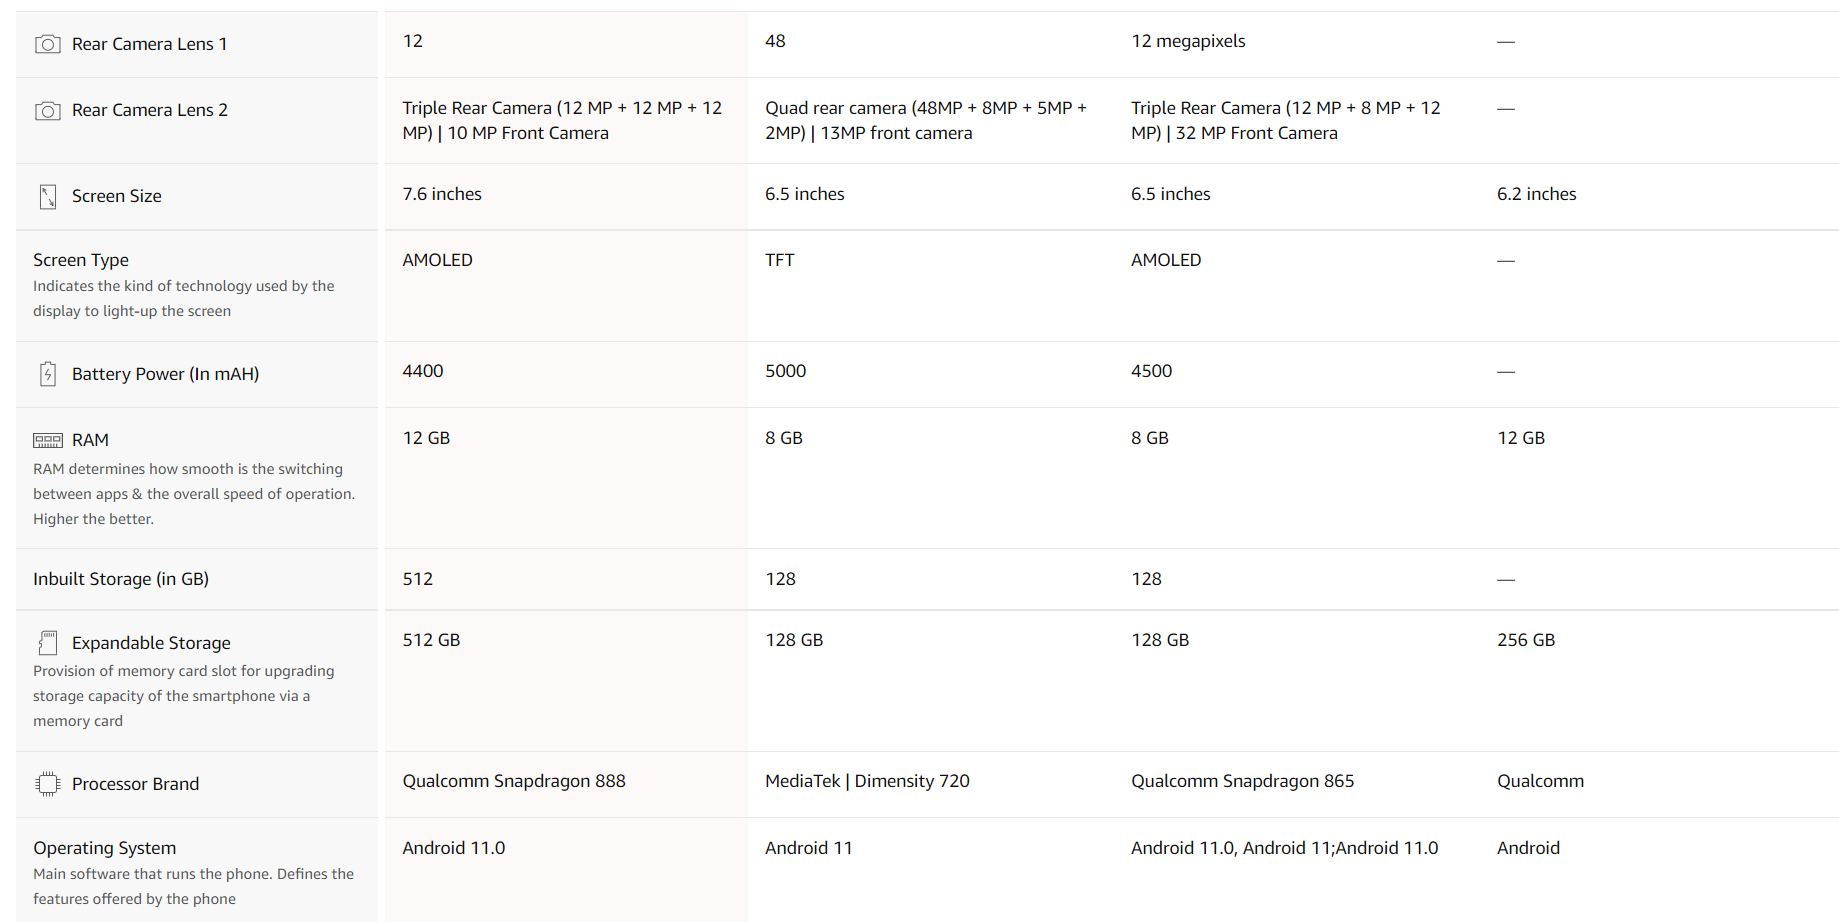 Rear Camera Lens 1 12 48 12 megapixels —
Rear Camera Lens 2 Triple Rear Camera (12 MP + 12 MP + 12 Quad rear camera (48MP + 8MP + 5MP + Triple Rear Camera (12 MP + 8 MP + 12 —
MP) | 10 MP Front Camera 2MP) | 13MP front camera MP) | 32 MP Front Camera
Screen Size 7.6 inches 6.5 inches 6.5 inches 6.2 inches
Screen Type AMOLED TFT AMOLED —
Indicates the kind of technology used by the
display to light-up the screen
Battery Power (In mAH) 4400 5000 4500 —
RAM 12 GB 8 GB 8 GB 12 GB
RAM determines how smooth is the switching
between apps & the overall speed of operation.
Higher the better.
Inbuilt Storage (in GB) 512 128 128 —
Expandable Storage 512 GB 128 GB 128 GB 256 GB
Provision of memory card slot for upgrading
storage capacity of the smartphone via a
memory card
Processor Brand Qualcomm Snapdragon 888 MediaTek | Dimensity 720 Qualcomm Snapdragon 865 Qualcomm
Operating System Android 11.0 Android 11 Android 11.0, Android 11;Android 11.0 Android
Main software that runs the phone. Defines the
features offered by the phone